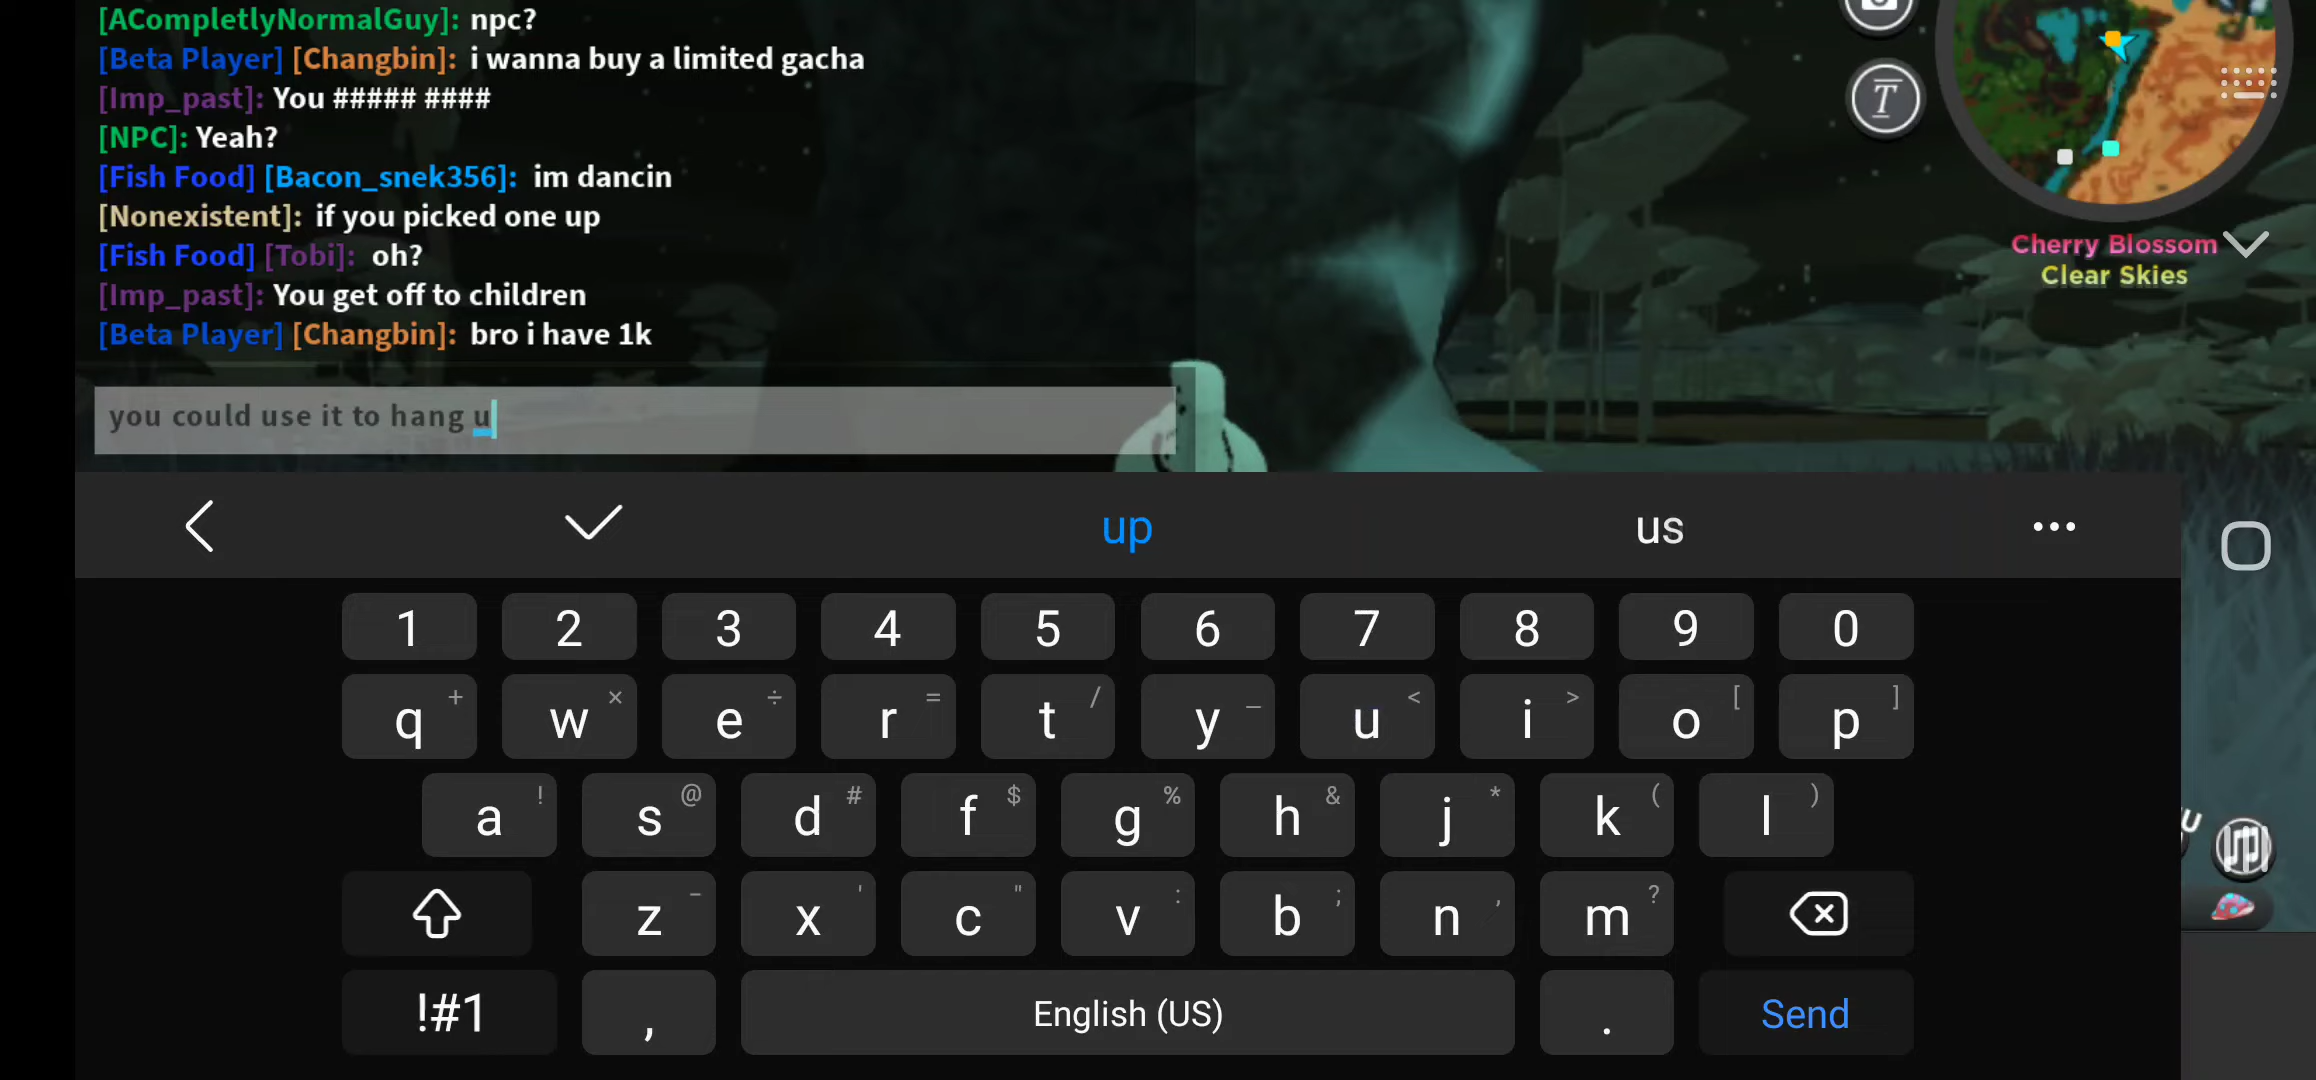 [ACompletlyNormalGuy]: npc?
[Beta Player] [Changbin]: i wanna buy a limited gacha
[Imp_past]: You ##### ####
[NPC]: Yeah?
[Fish Food] [Bacon_snek356]: im dancin
[Nonexistent]: if you picked one up
[Fish Food] [Tobi]: oh?
[Imp_past]: You get off to children
[Beta Player] [Changbin]: bro i have 1k
T
Cherry Blossom
Clear Skies
you could use it to hang u
up us ...
1 2 3 4 5 6 7 8 9 0
q + w × e ÷ r = t / y _ u < i > o [ p ]
a ! s @ d # f $ g % h & j * k ( l )
z - x ' c " v : b ; n , m ?
!#1 , English (US) . Send